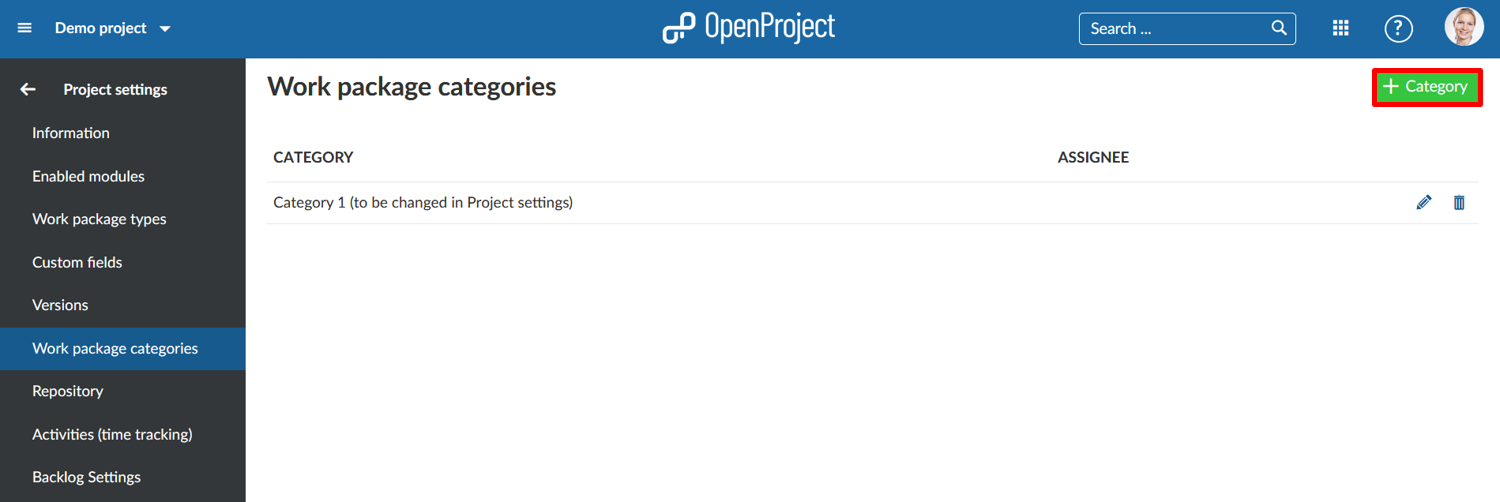 Demo project
OpenProject
Search ...
?
Project settings
Information
Enabled modules
Work package types
Custom fields
Versions
Work package categories
Repository
Activities (time tracking)
Backlog Settings
Work package categories
+ Category
CATEGORY ASSIGNEE
Category 1 (to be changed in Project settings)